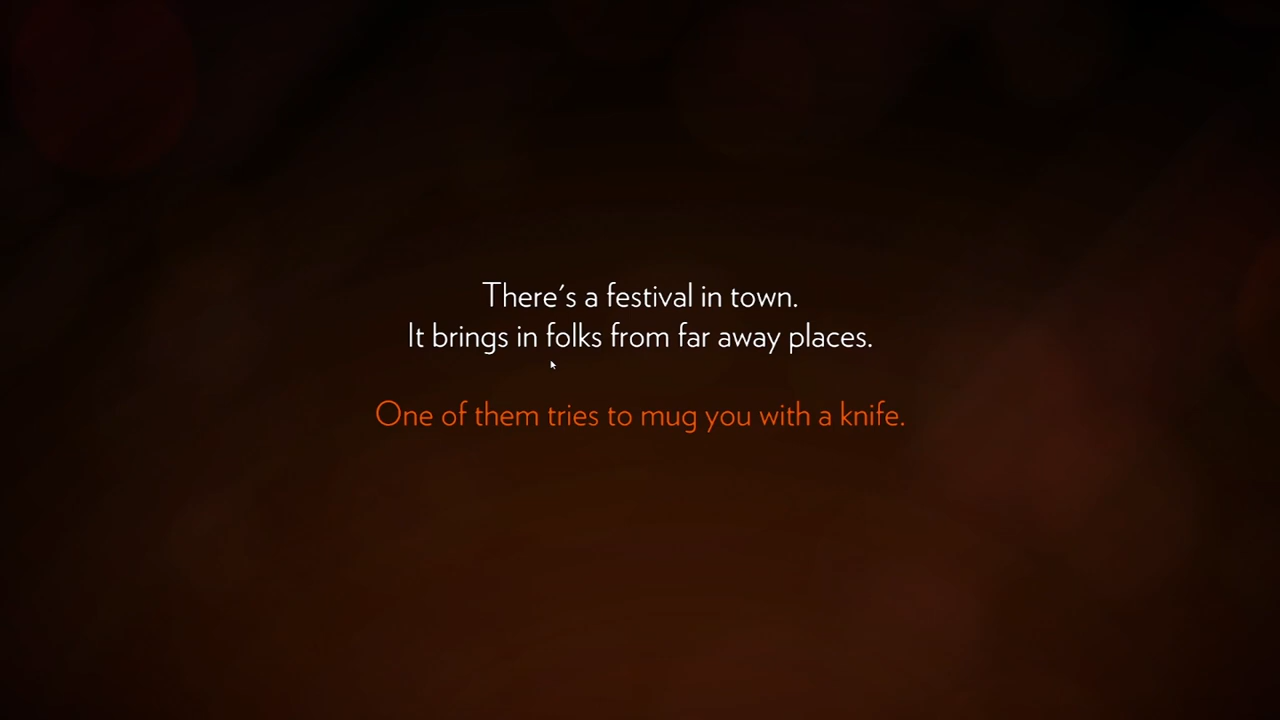 There's a festival in town.
It brings in folks from far away places.
One of them tries to mug you with a knife.